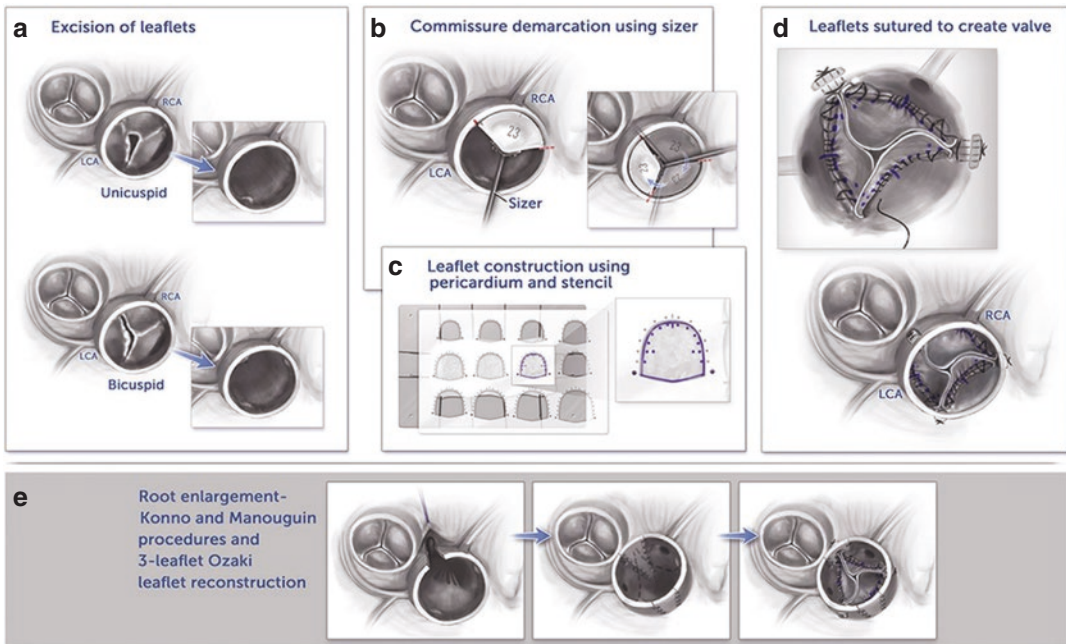 a
Excision of leaflets
RCA
LCA
Unicuspid
RCA
LCA
Bicuspid
b
Commissure demarcation using sizer
RCA
23
LCA
Sizer
23
23
c
Leaflet construction using
pericardium and stencil
d
Leaflets sutured to create valve
RCA
LCA
e
Root enlargement-
Konno and Manouguin
procedures and
3-leaflet Ozaki
leaflet reconstruction